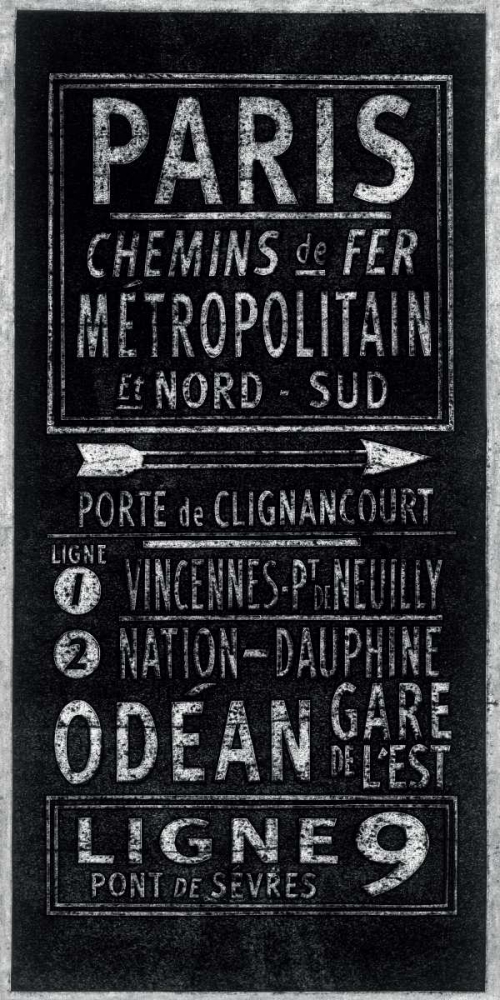 PARIS
CHEMINS de FER
MÉTROPOLITAIN
Et NORD - SUD
PORTE de CLIGNANCOURT
LIGNE
1 VINCENNES-PT DE NEUILLY
2 NATION—DAUPHINE
ODÉAN GARE
DE L'EST
LIGNE 9
PONT DE SEVRES